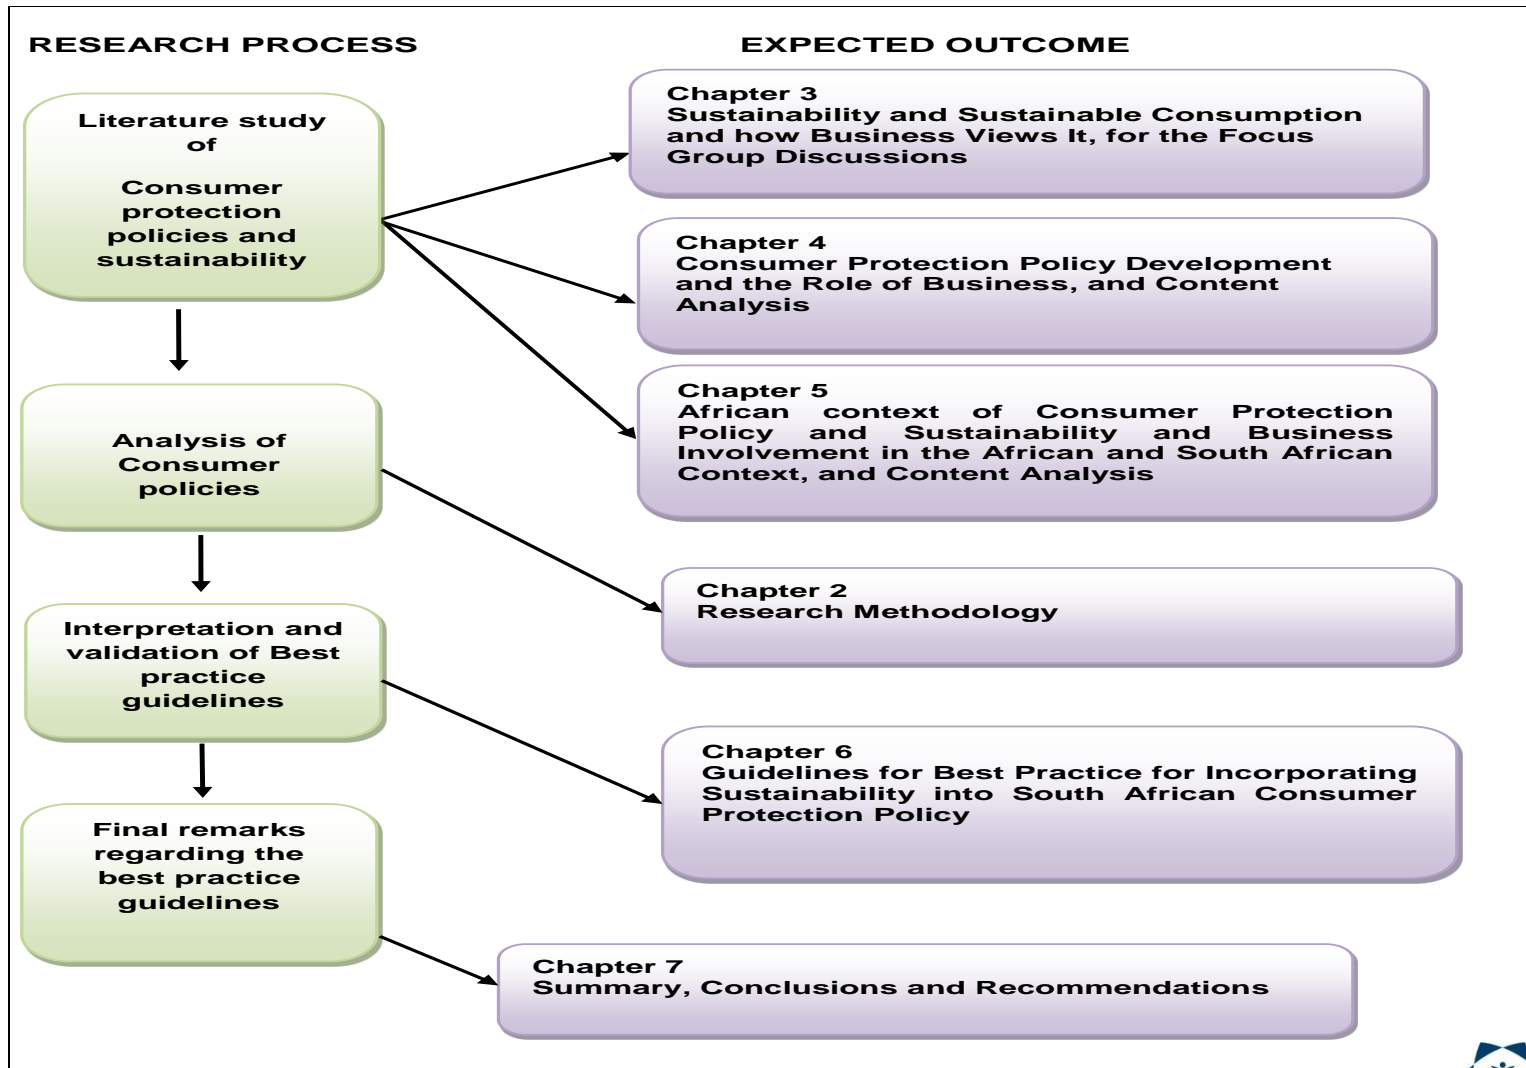 RESEARCH PROCESS
EXPECTED OUTCOME
Literature study
of
Consumer
protection
policies and
sustainability
Chapter 3
Sustainability and Sustainable Consumption
and how Business Views It, for the Focus
Group Discussions
Chapter 4
Consumer Protection Policy Development
and the Role of Business, and Content
Analysis
Chapter 5
African context of Consumer Protection
Policy and Sustainability and Business
Involvement in the African and South African
Context, and Content Analysis
Analysis of
Consumer
policies
Chapter 2
Research Methodology
Interpretation and
validation of Best
practice
guidelines
Chapter 6
Guidelines for Best Practice for Incorporating
Sustainability into South African Consumer
Protection Policy
Final remarks
regarding the
best practice
guidelines
Chapter 7
Summary, Conclusions and Recommendations